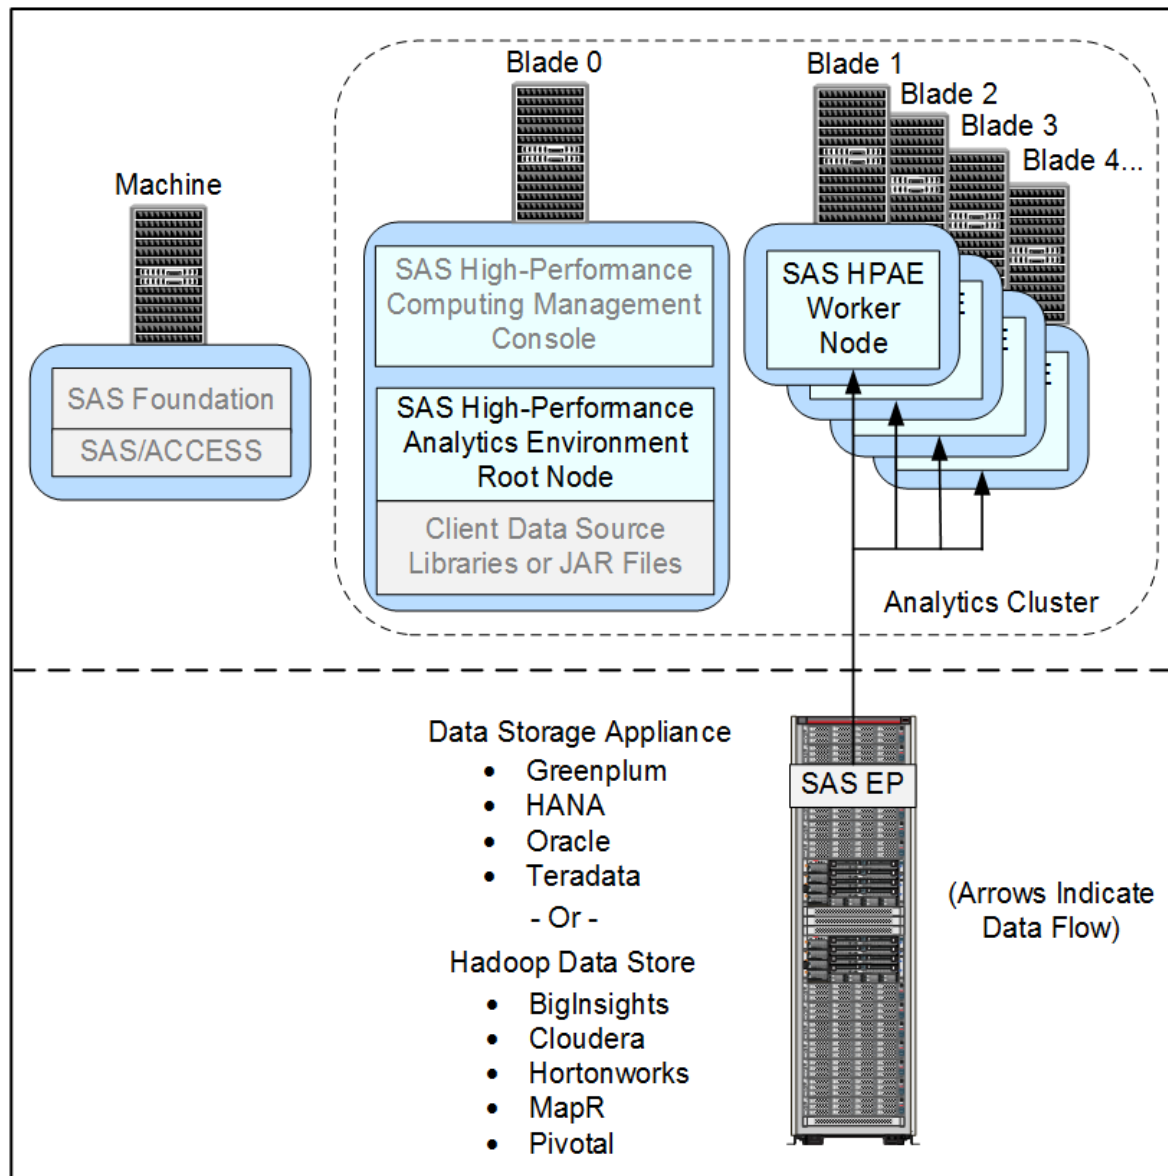 Blade 0
Blade 1
Blade 2
Blade 3
Blade 4...
Machine
SAS Foundation
SAS/ACCESS
SAS High-Performance
Computing Management
Console
SAS High-Performance
Analytics Environment
Root Node
Client Data Source
Libraries or JAR Files
SAS HPAE
Worker
Node
E
E
E
Analytics Cluster
Data Storage Appliance
• Greenplum
• HANA
• Oracle
• Teradata
- Or -
Hadoop Data Store
• BigInsights
• Cloudera
• Hortonworks
• MapR
• Pivotal
SAS EP
(Arrows Indicate
Data Flow)